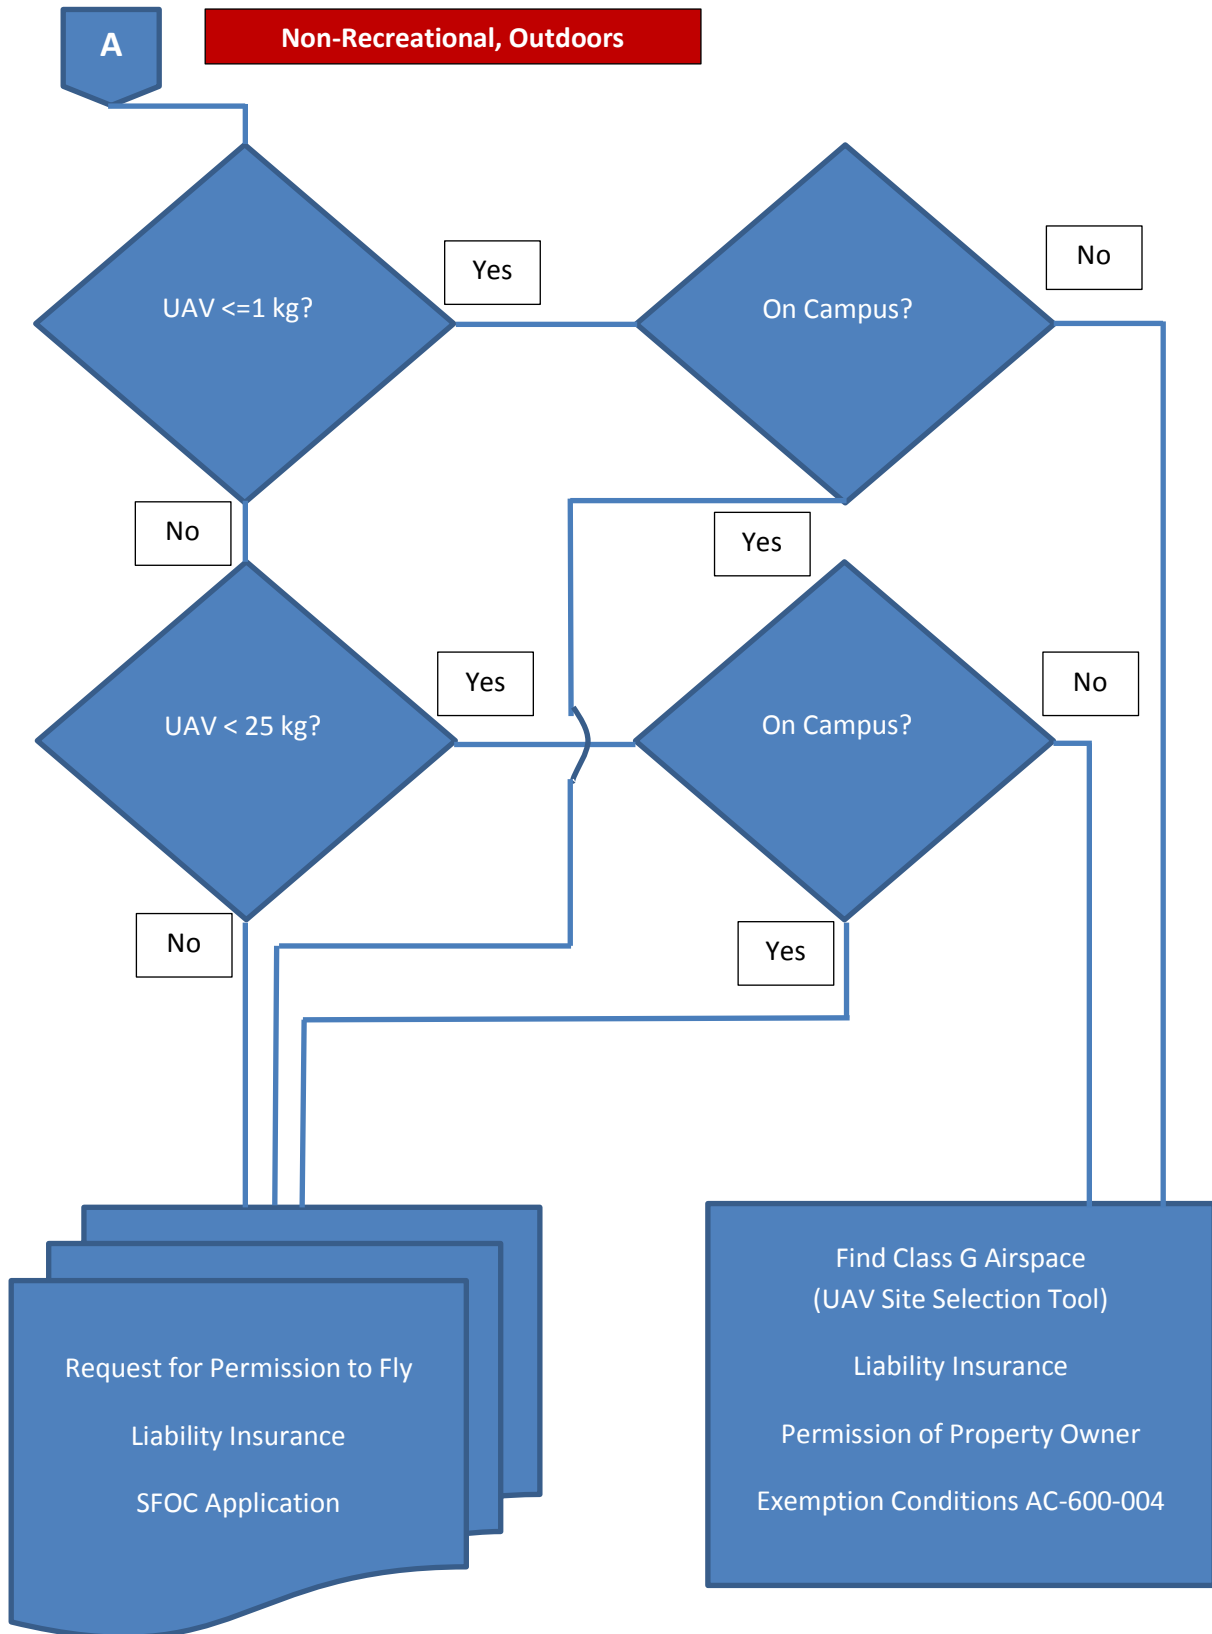 A
Non-Recreational, Outdoors
Yes
No
UAV <=1 kg?
On Campus?
No
Yes
Yes
No
UAV < 25 kg?
On Campus?
No
Yes
Find Class G Airspace
(UAV Site Selection Tool)
Liability Insurance
Permission of Property Owner
Exemption Conditions AC-600-004
Request for Permission to Fly
Liability Insurance
SFOC Application